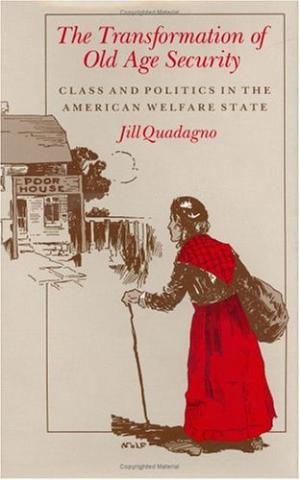 The Transformation of
Old Age Security
CLASS AND POLITICS IN THE
AMERICAN WELFARE STATE
Jill Quadagno
POOR
HOUSE